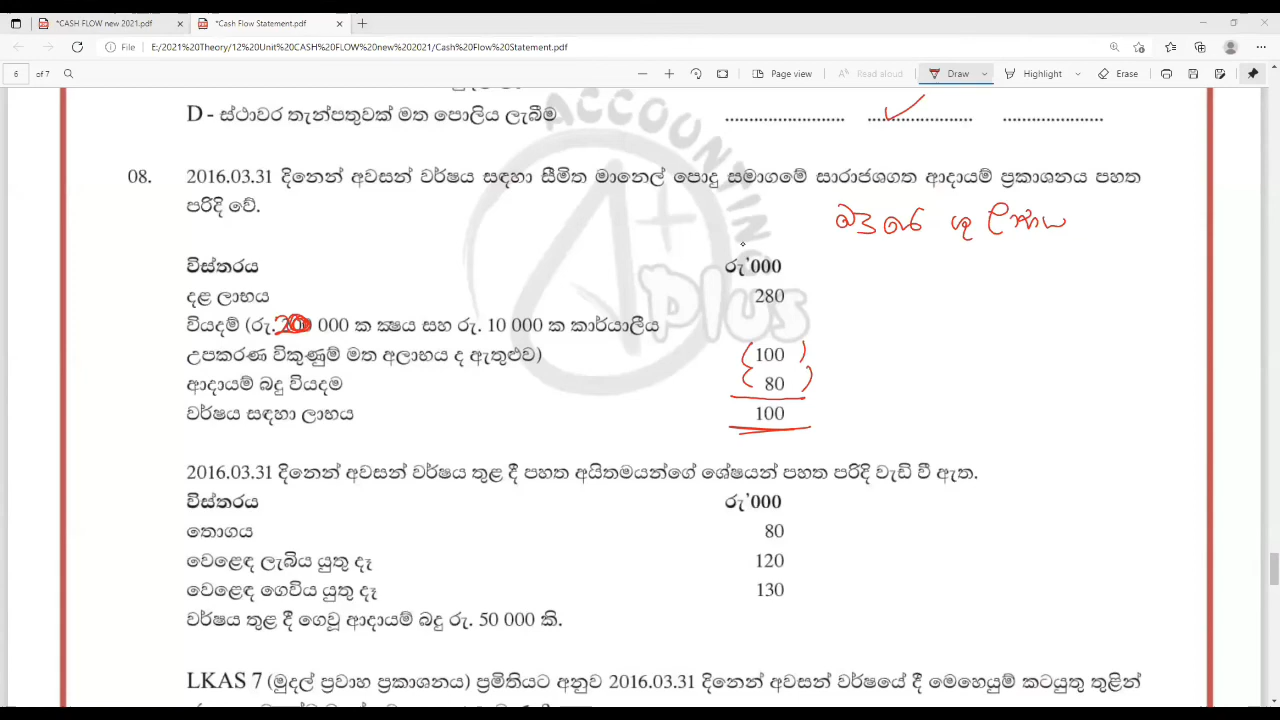 *CASH FLOW new 2021.pdf
*Cash Flow Statement.pdf
File E:/2021%20Theory/12%20Unit%20CASH%20FLOW%20new%202021/Cash%20Flow%20Statement.pdf
6 of 7 Page view Read aloud Draw Highlight Erase
D - ස්ථාවර තැන්පතුවක් මත පොලිය ලැබීම ........................ ..................... .....................
08. 2016.03.31 දිනෙන් අවසන් වර්ෂය සඳහා සීමිත මානෙල් පොදු සමාගමේ සාරාංශගත ආදායම් ප්‍රකාශනය පහත
පරිදි වේ.
විස්තරය රු'000
දළ ලාභය 280
වියදම් (රු. 000 ක ක්ෂය සහ රු. 10 000 ක කාර්යාලීය
උපකරණ විකුණුම් මත අලාභය ද ඇතුළුව) (100)
ආදායම් බදු වියදම (80)
වර්ෂය සඳහා ලාභය 100
2016.03.31 දිනෙන් අවසන් වර්ෂය තුළ දී පහත අයිතමයන්ගේ ශේෂයන් පහත පරිදි වැඩි වී ඇත.
විස්තරය රු'000
තොගය 80
වෙළෙඳ ලැබිය යුතු දෑ 120
වෙළෙඳ ගෙවිය යුතු දෑ 130
වර්ෂය තුළ දී ගෙවූ ආදායම් බදු රු. 50 000 කි.
LKAS 7 (මුදල් ප්‍රවාහ ප්‍රකාශනය) ප්‍රමිතියට අනුව 2016.03.31 දිනෙන් අවසන් වර්ෂයේ දී මෙහෙයුම් කටයුතු තුළින්
ACCOUNTING
A+
Aplus